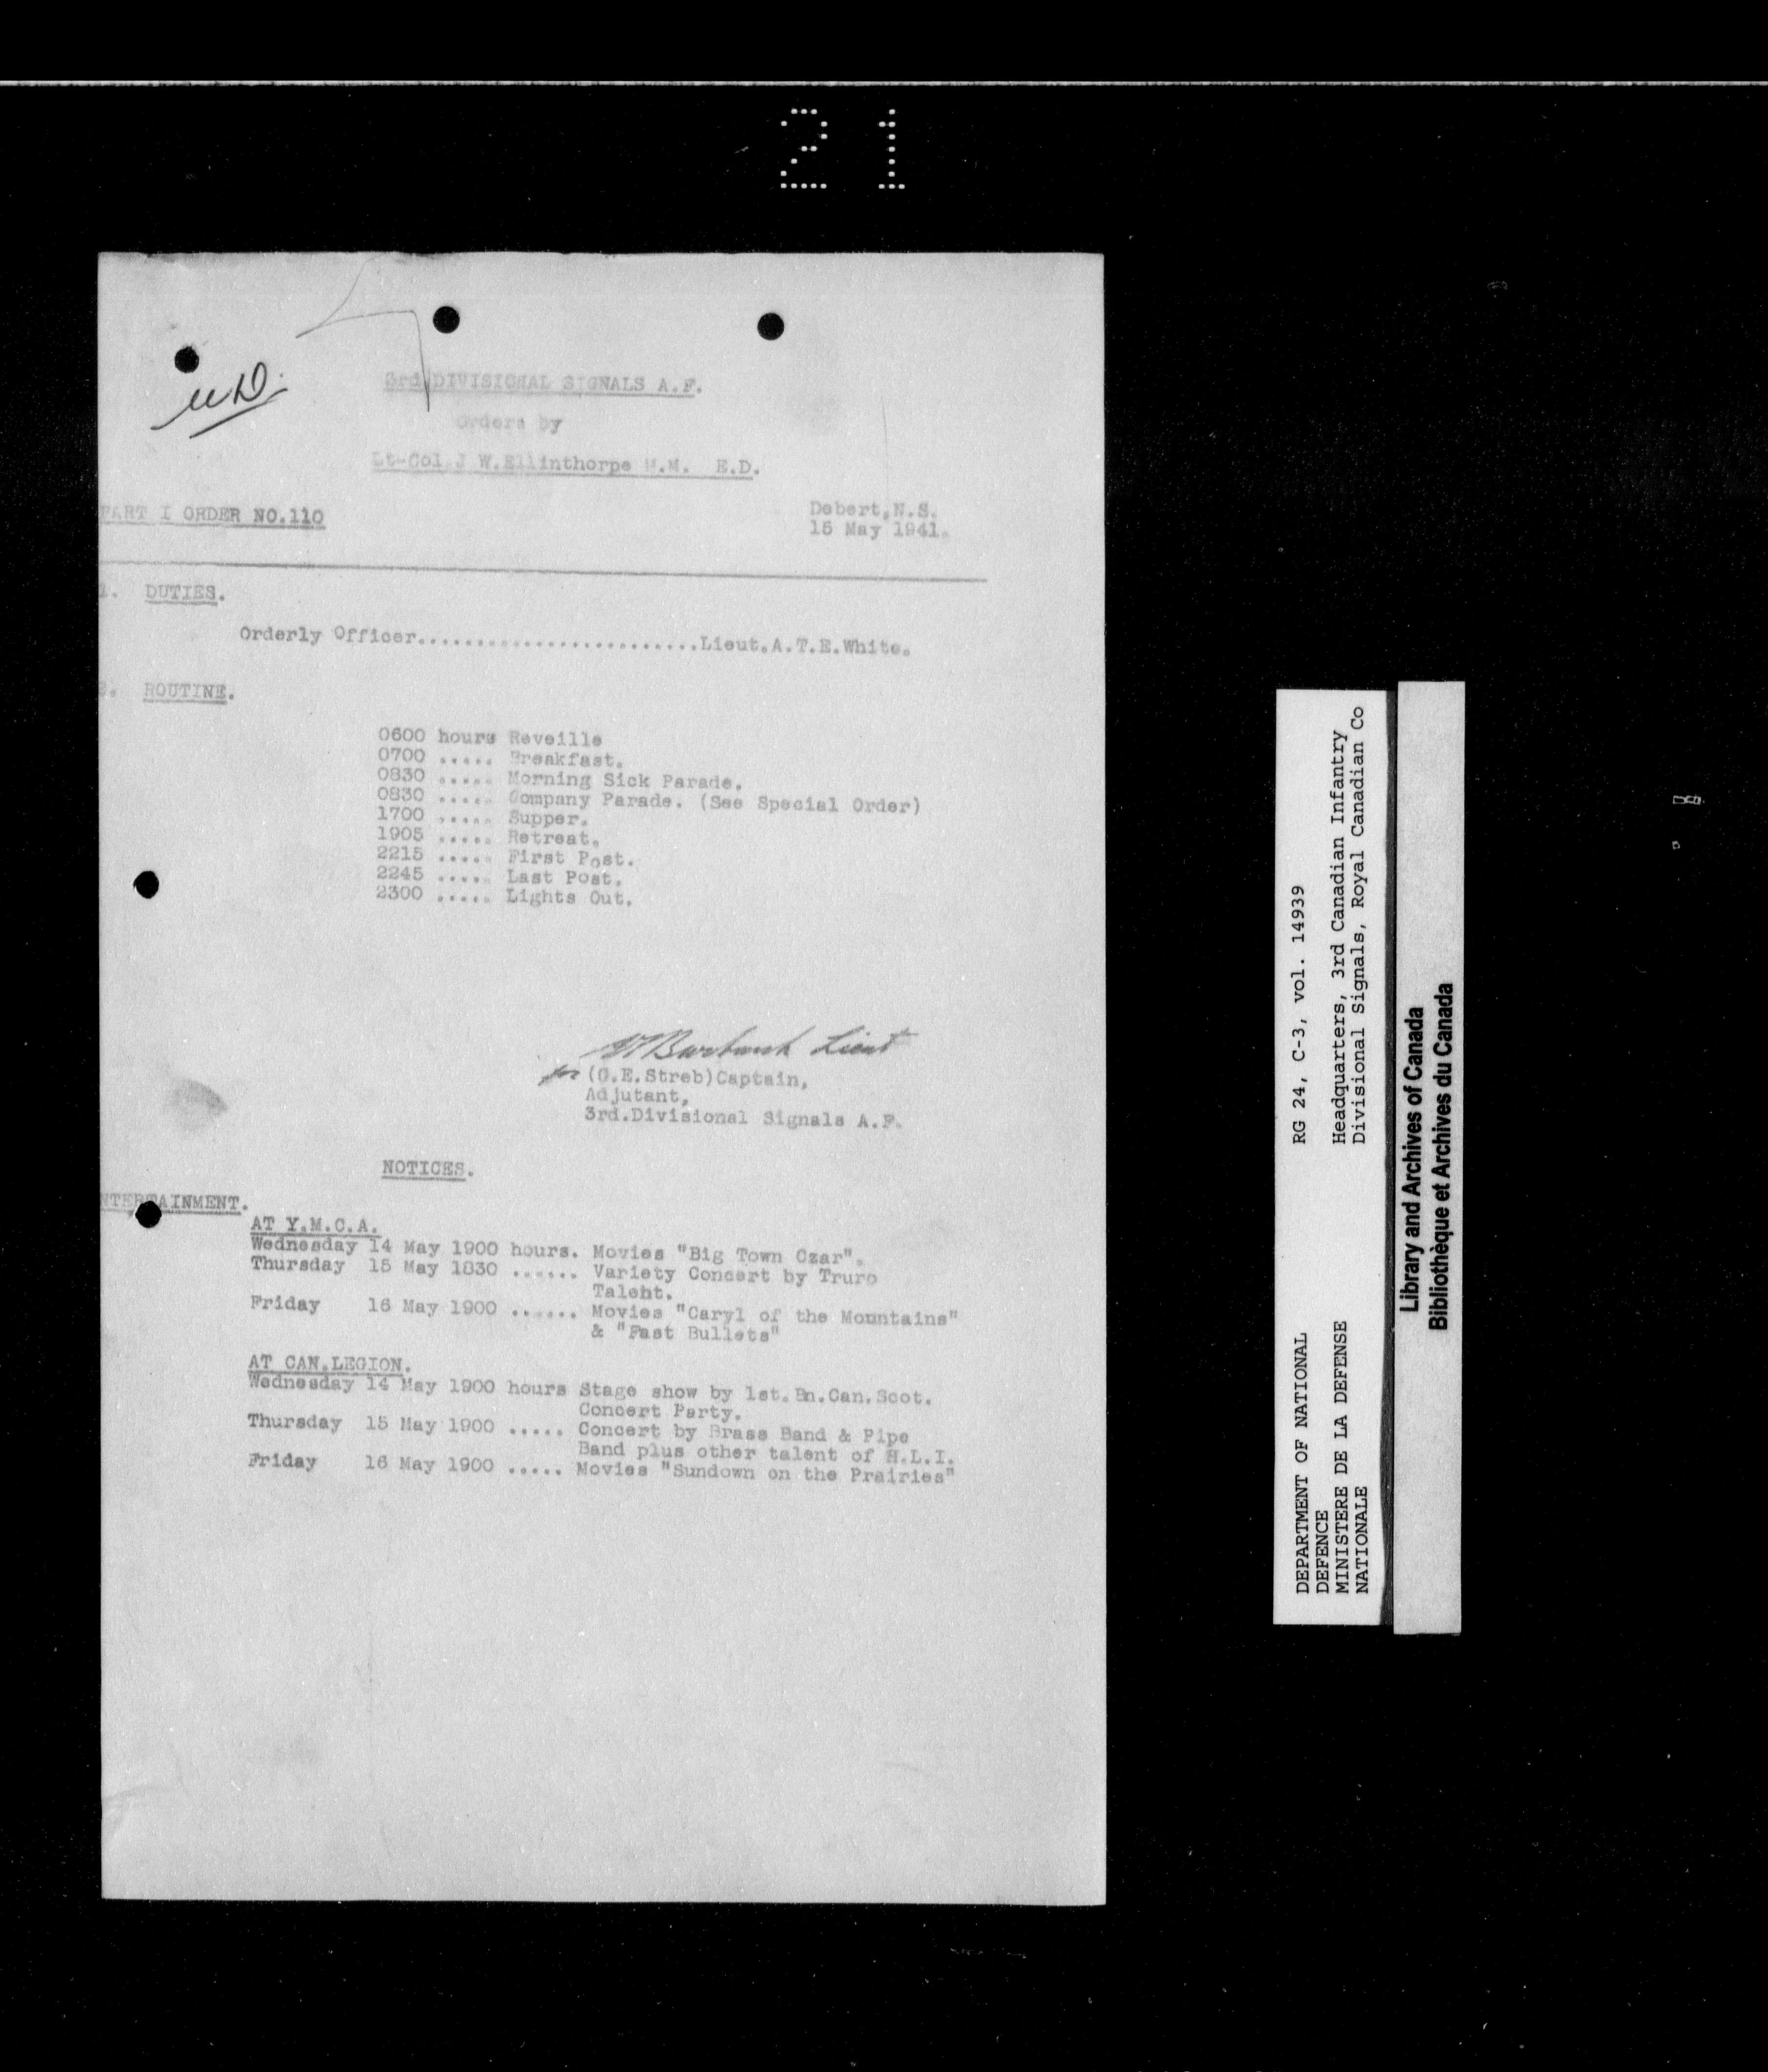 21
3rd DIVISIONAL SIGNALS A.F.
Orders by
Lt-Col J W.Ellinthorpe M.M. E.D.
PART I ORDER NO.110
Debert,N.S.
15 May 1941.
1. DUTIES.
Orderly Officer........................Lieut.A.T.E.White.
2. ROUTINE.
0600 hours Reveille
0700 ..... Breakfast.
0830 ..... Morning Sick Parade.
0830 ..... Company Parade. (See Special Order)
1700 ..... Supper.
1905 ..... Retreat.
2215 ..... First Post.
2245 ..... Last Post.
2300 ..... Lights Out.
Lieut
for (G.E.Streb)Captain,
Adjutant,
3rd.Divisional Signals A.F.
NOTICES.
NTERTAINMENT.
AT Y.M.C.A.
Wednesday 14 May 1900 hours. Movies "Big Town Czar".
Thursday 15 May 1830 ...... Variety Concert by Truro
Taleht.
Friday 16 May 1900 ...... Movies "Caryl of the Mountains"
& "Fast Bullets"
AT CAN.LEGION.
Wednesday 14 May 1900 hours Stage show by 1st.Bn.Can.Scot.
Concert Party.
Thursday 15 May 1900 ..... Concert by Brass Band & Pipe
Band plus other talent of H.L.I.
Friday 16 May 1900 ..... Movies "Sundown on the Prairies"
DEPARTMENT OF NATIONAL
DEFENCE
MINISTERE DE LA DEFENSE
NATIONALE
RG 24, C-3, vol. 14939
Headquarters, 3rd Canadian Infantry
Divisional Signals, Royal Canadian Co
Library and Archives of Canada
Bibliothèque et Archives du Canada